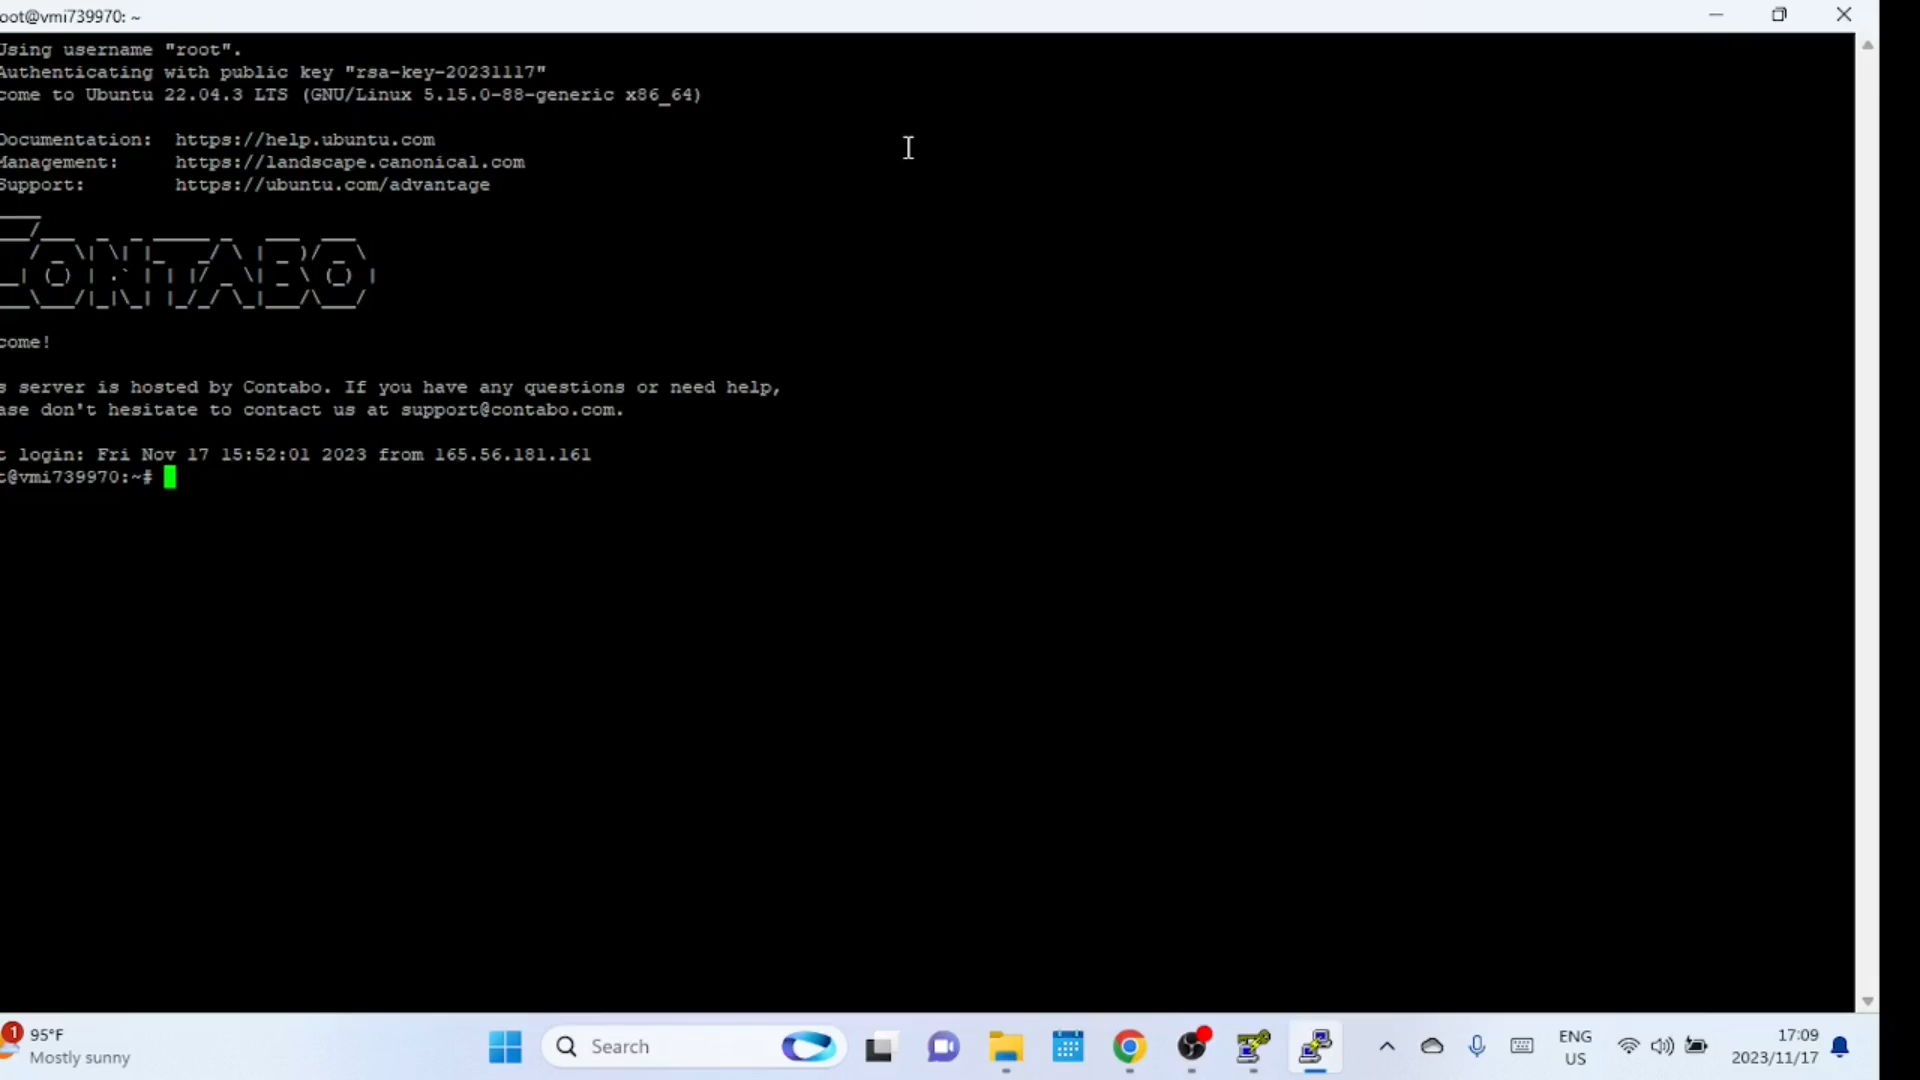 oot@vmi739970: ~
Using username "root".
Authenticating with public key "rsa-key-20231117"
come to Ubuntu 22.04.3 LTS (GNU/Linux 5.15.0-88-generic x86_64)
Documentation:  https://help.ubuntu.com
Management:     https://landscape.canonical.com
Support:        https://ubuntu.com/advantage
CONTABO
come!
s server is hosted by Contabo. If you have any questions or need help,
ase don't hesitate to contact us at support@contabo.com.
t login: Fri Nov 17 15:52:01 2023 from 165.56.181.161
t@vmi739970:~#
1
95°F
Mostly sunny
Search
ENG
US
17:09
2023/11/17